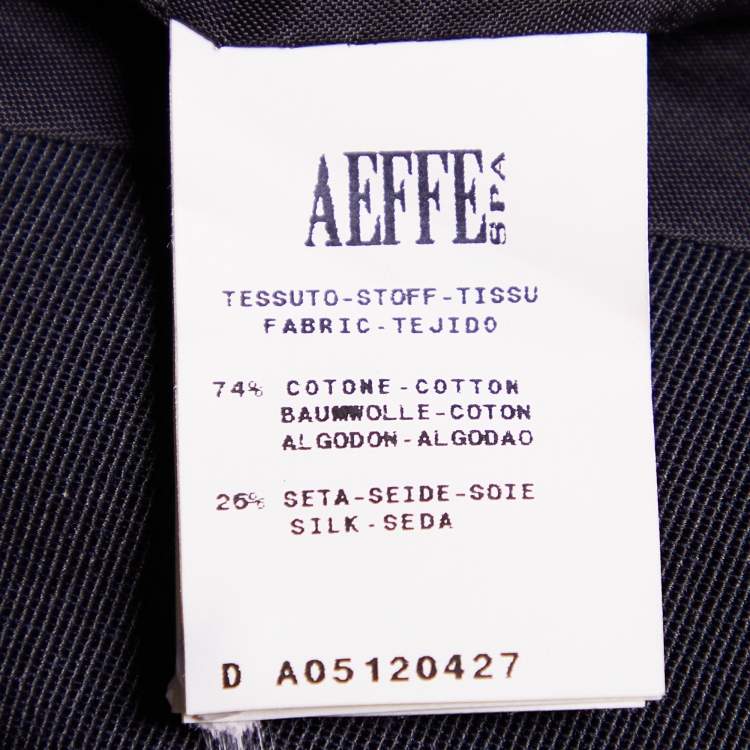 AEFFE SPA
TESSUTO-STOFF-TISSU
FABRIC-TEJIDO
74% COTONE-COTTON
BAUMWOLLE-COTON
ALGODON-ALGODAO
26% SETA-SEIDE-SOIE
SILK-SEDA
D A05120427